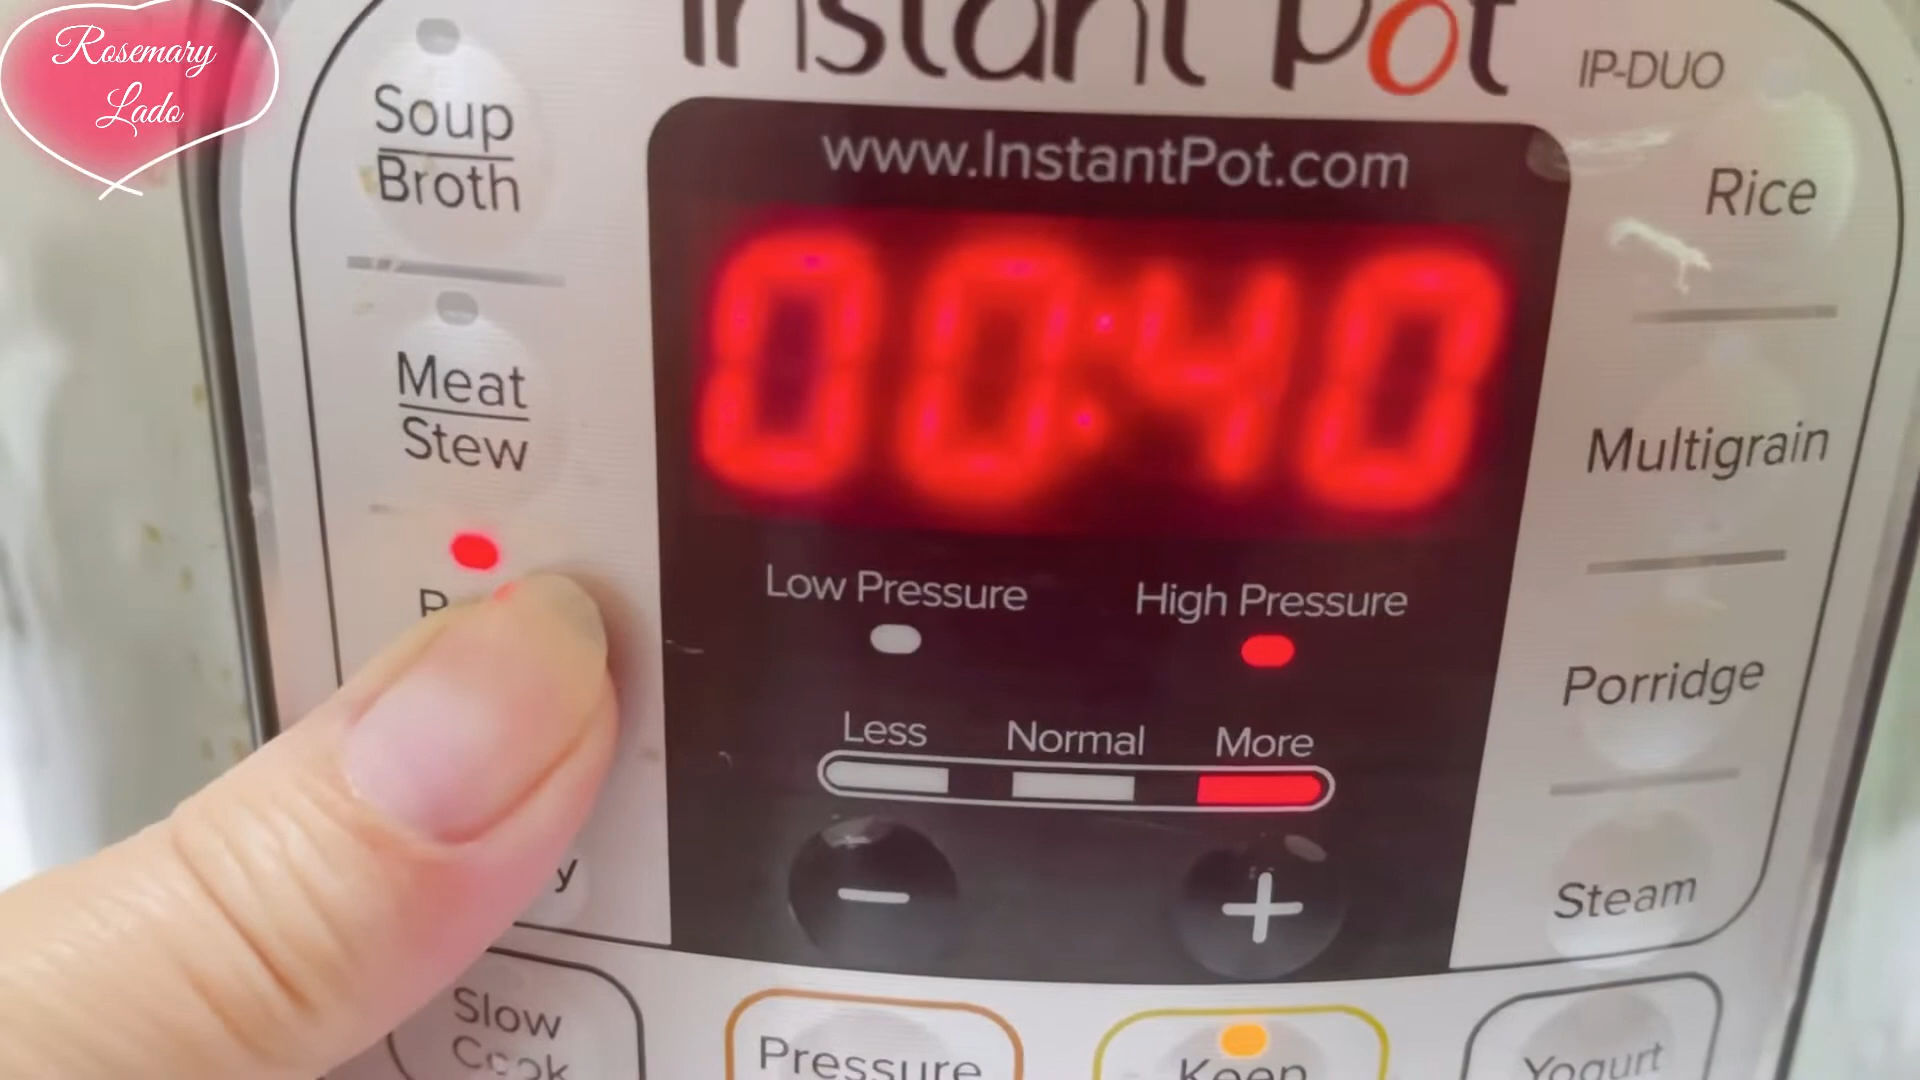 Rosemary
Lado
Instant Pot
IP-DUO
www.InstantPot.com
00:40
Soup
Broth
Meat
Stew
Rice
Multigrain
Porridge
Steam
Low Pressure
High Pressure
Less
Normal
More
Slow
Cook
Pressure
Keep
Yogurt